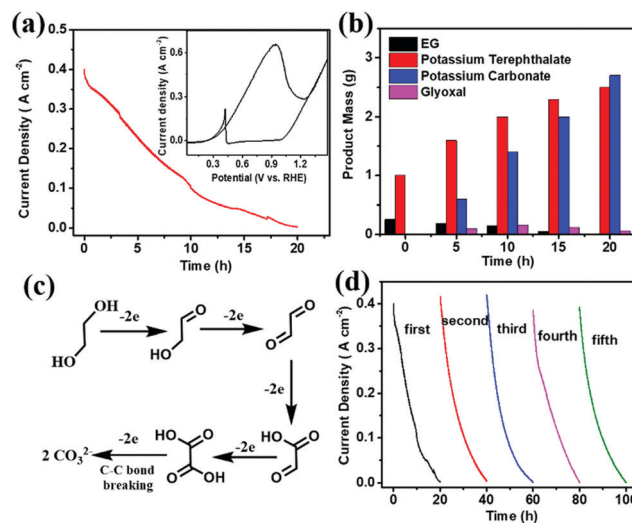 (a)
Current Density ( A cm⁻²)
0.5
0.4
0.3
0.2
0.1
0.0
0 5 10 15 20
Time (h)
Current density (A cm⁻²)
0.6
0.3
0.0
0.3 0.6 0.9 1.2
Potential (V vs. RHE)
(b)
EG
Potassium Terephthalate
Potassium Carbonate
Glyoxal
Product Mass (g)
3
2
1
0
0 5 10 15 20
Time (h)
(c)
OH
HO
-2e
O
HO
-2e
O
O
-2e
HO
O
O
-2e
HO
O
O
OH
-2e
C-C bond
breaking
2 CO₃²⁻
(d)
Current Density ( A cm⁻²)
0.4
0.3
0.2
0.1
0.0
first
second
third
fourth
fifth
0 20 40 60 80 100
Time (h)